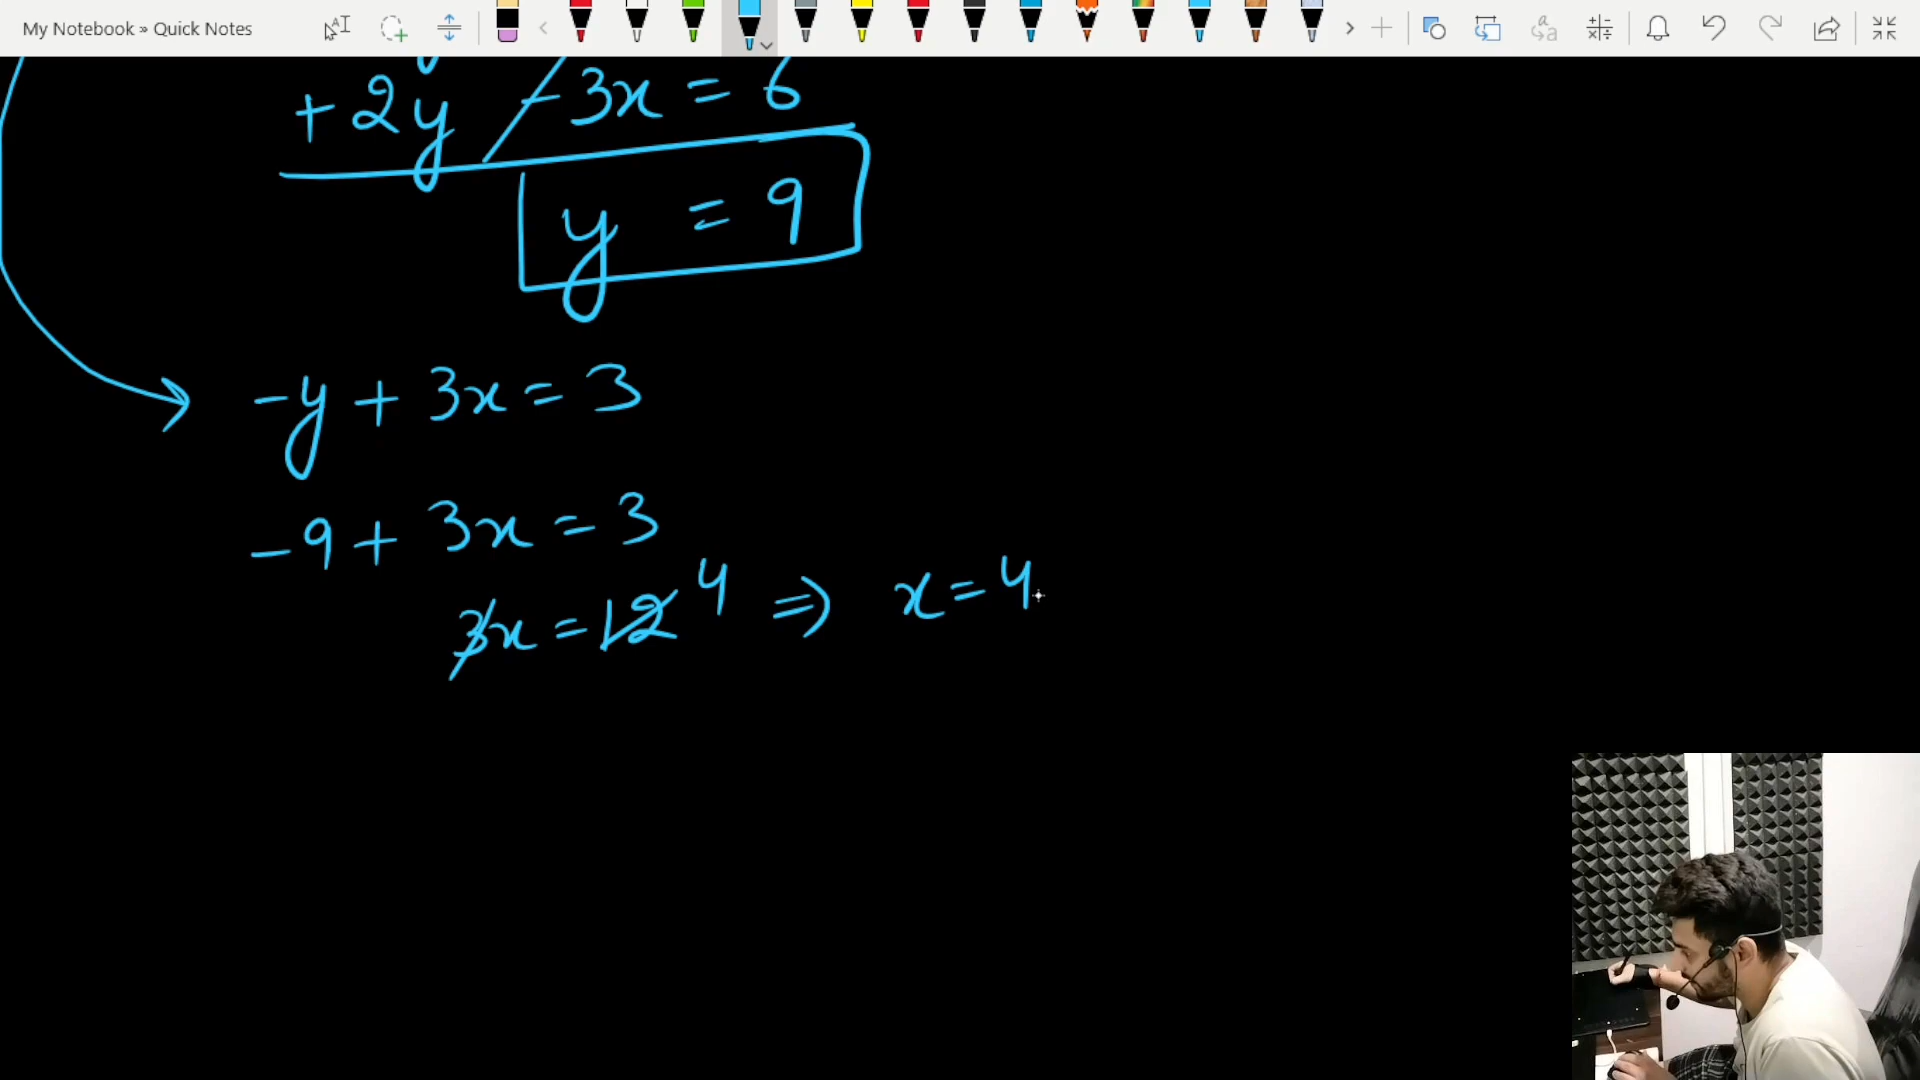 My Notebook » Quick Notes
+ 2y - 3x = 6
y = 9
-y + 3x = 3
-9 + 3x = 3
3x = 12 4 ⇒ x = 4